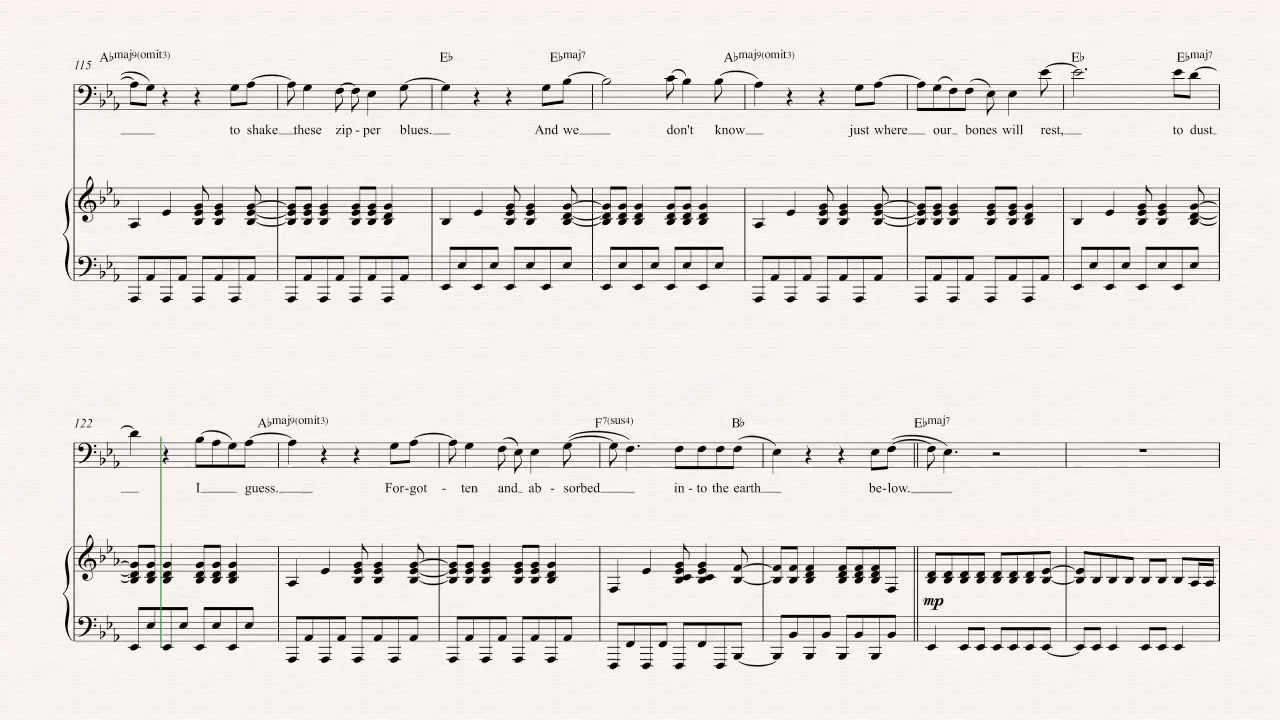 A♭maj9(omit3) E♭ E♭maj7 A♭maj9(omit3) E♭ E♭maj7
115
to shake these zip - per blues. And we don't know just where our bones will rest, to dust
122 A♭maj9(omit3) F7(sus4) B♭ E♭maj7
I guess. For-got - ten and ab - sorbed in - to the earth be-low.
mp